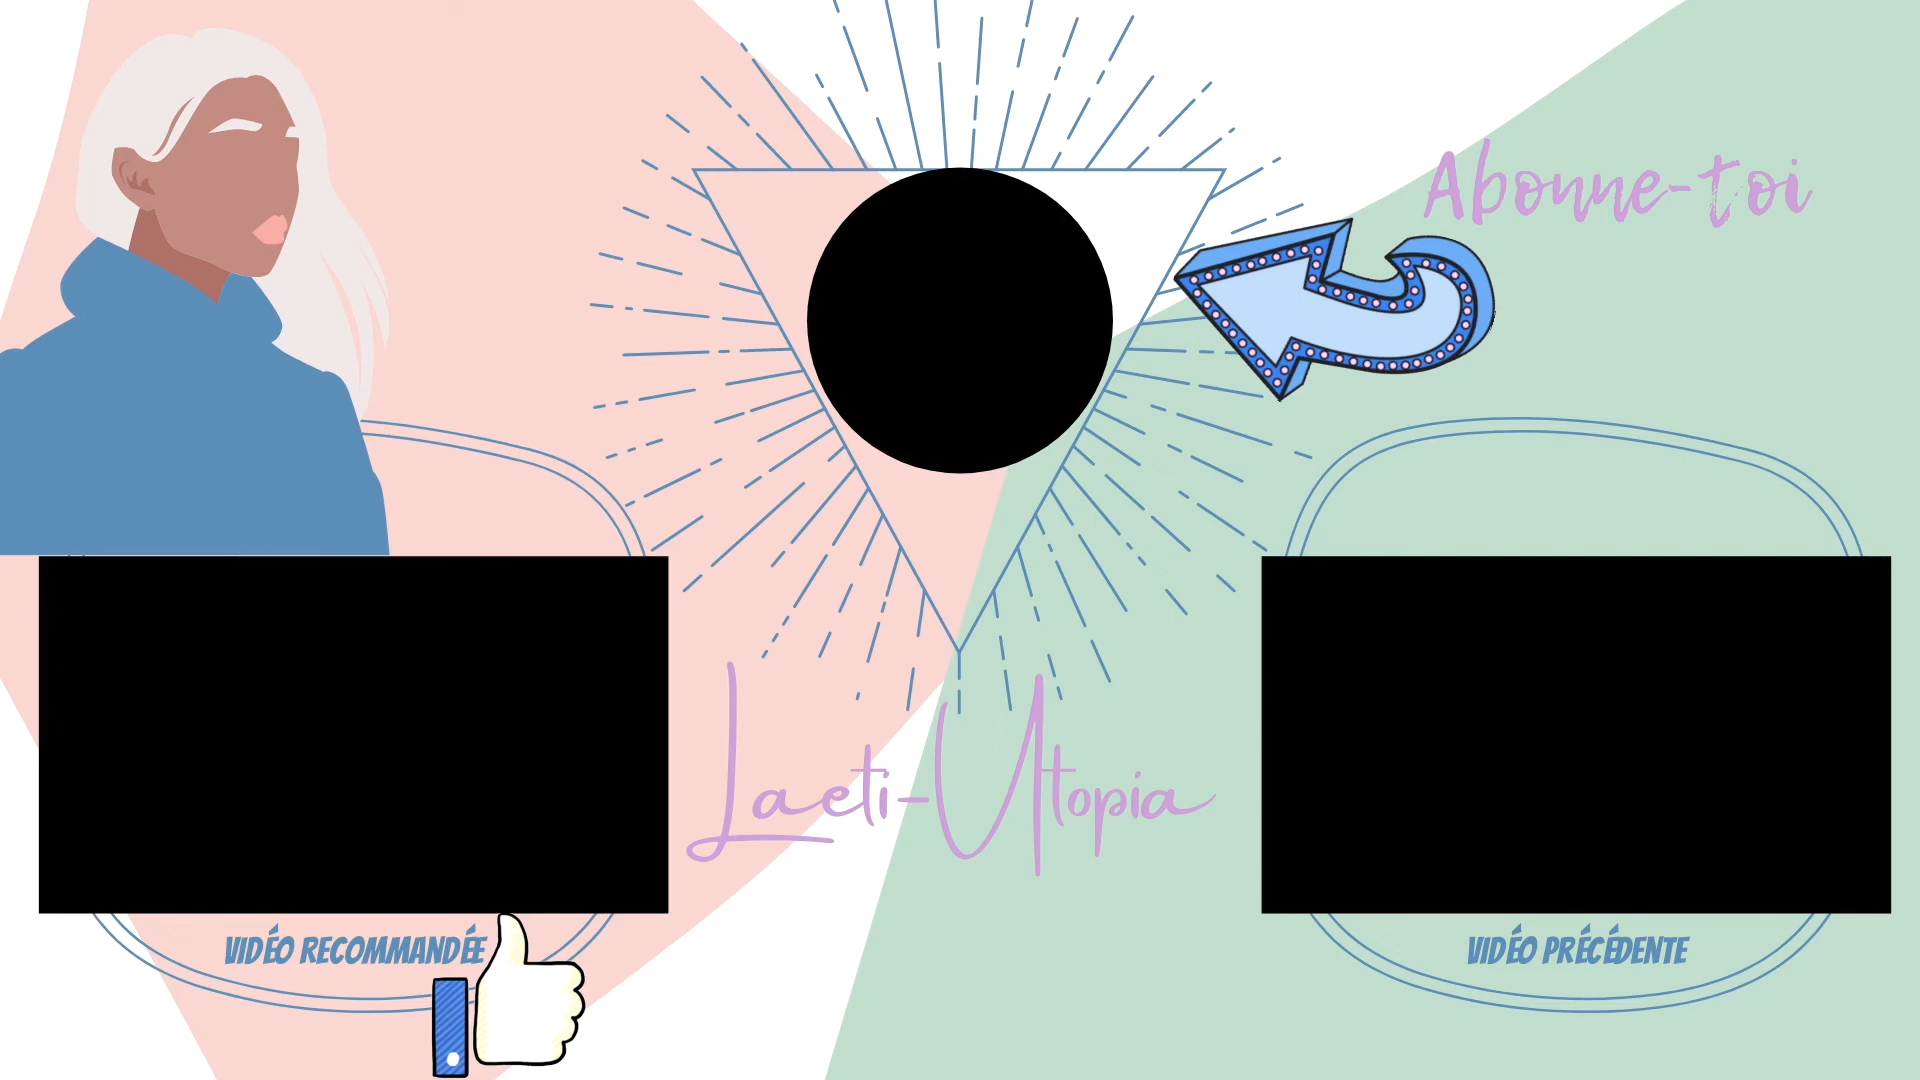 Abonne-toi
Laeti-Utopia
VIDÉO RECOMMANDÉE
VIDÉO PRÉCÉDENTE